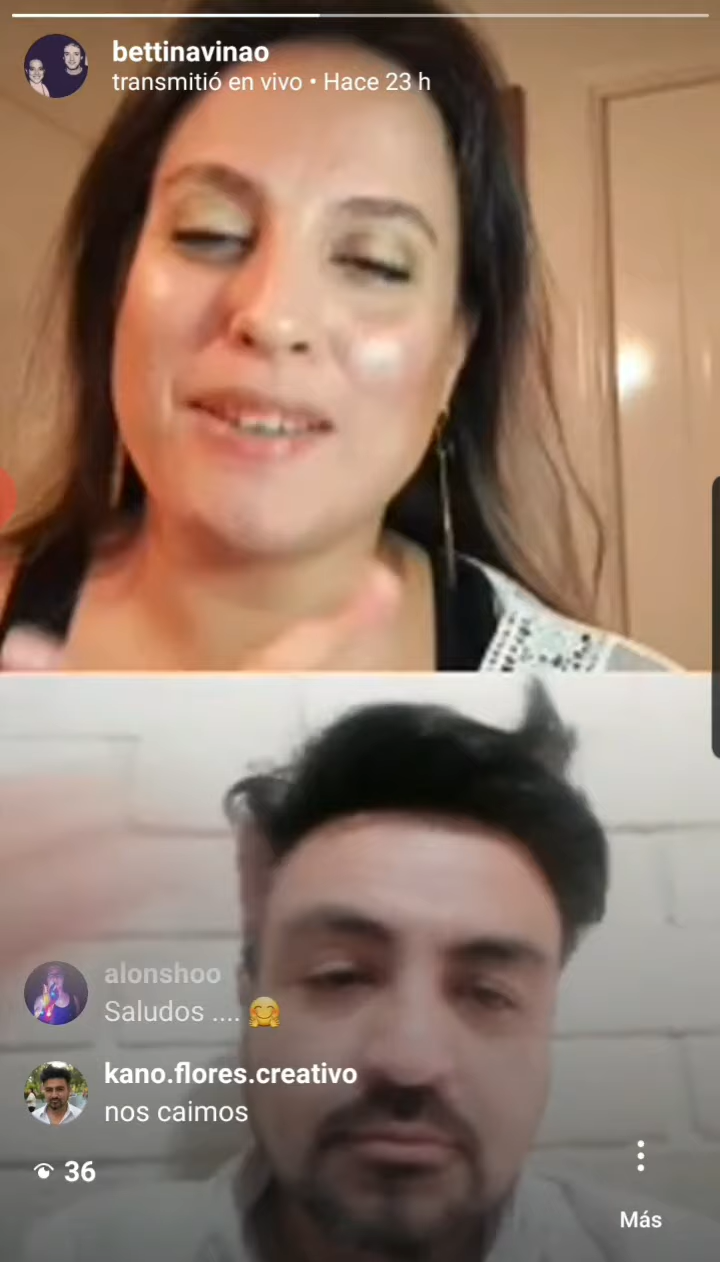 bettinavinao
transmitió en vivo • Hace 23 h
alonshoo
Saludos .... 🤗
kano.flores.creativo
nos caimos
36
Más